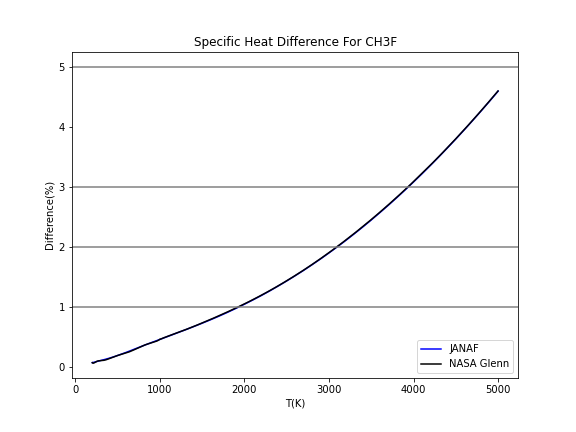 Specific Heat Difference For CH3F
5
4
3
2
1
0
Difference(%)
0 1000 2000 3000 4000 5000
T(K)
JANAF
NASA Glenn